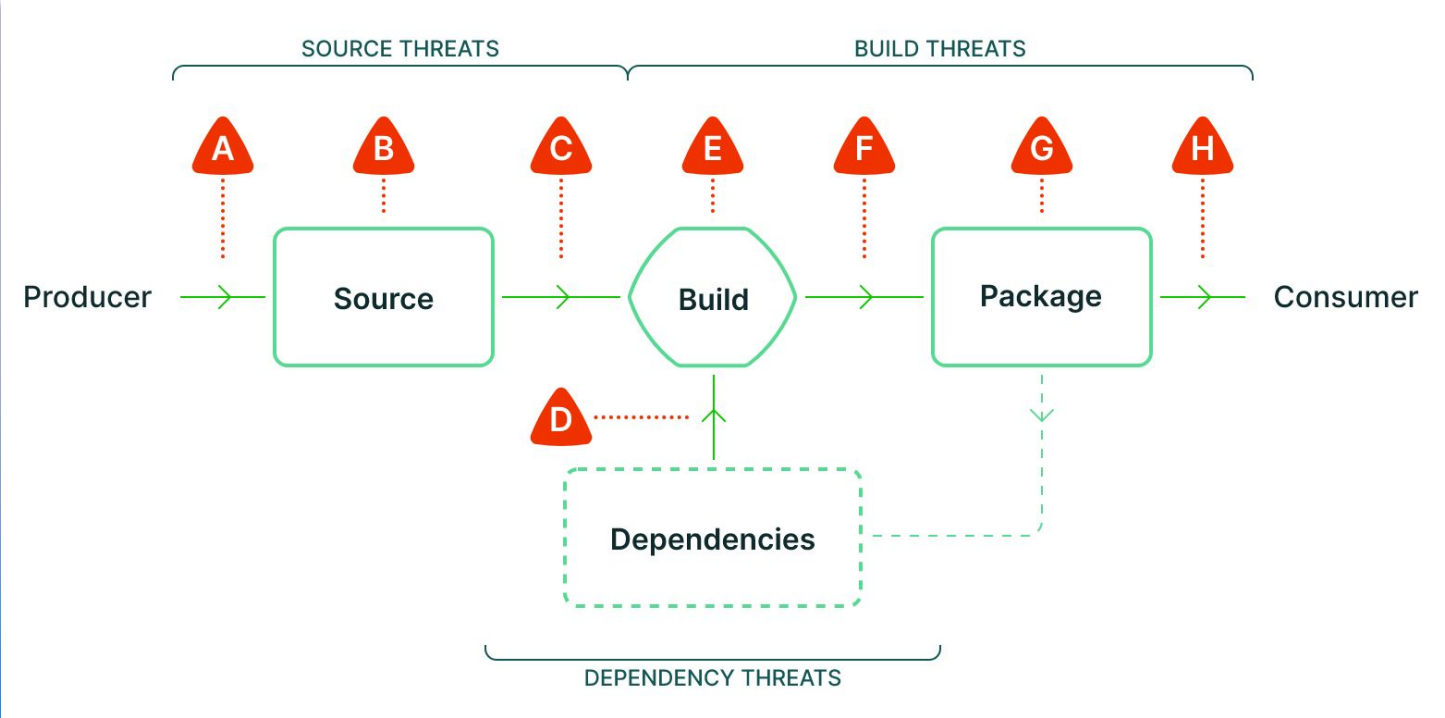 SOURCE THREATS
BUILD THREATS
A
B
C
E
F
G
H
Producer
Source
Build
Package
Consumer
D
Dependencies
DEPENDENCY THREATS